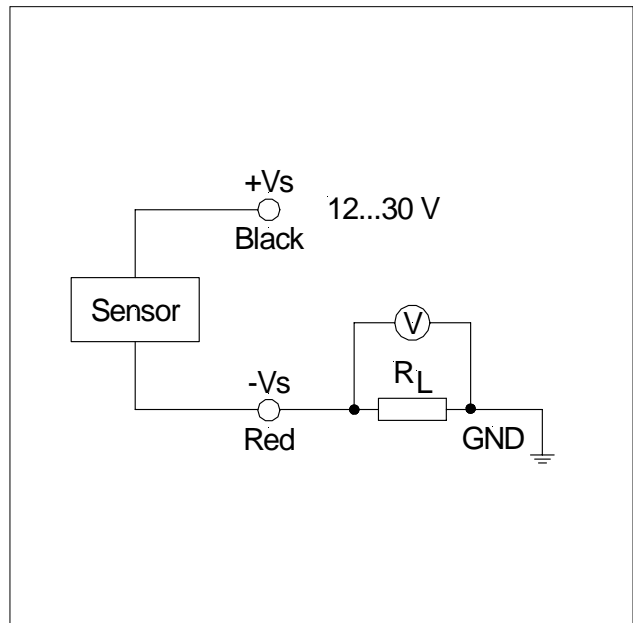 +Vs
12...30 V
Black
Sensor
V
-Vs
RL
Red
GND